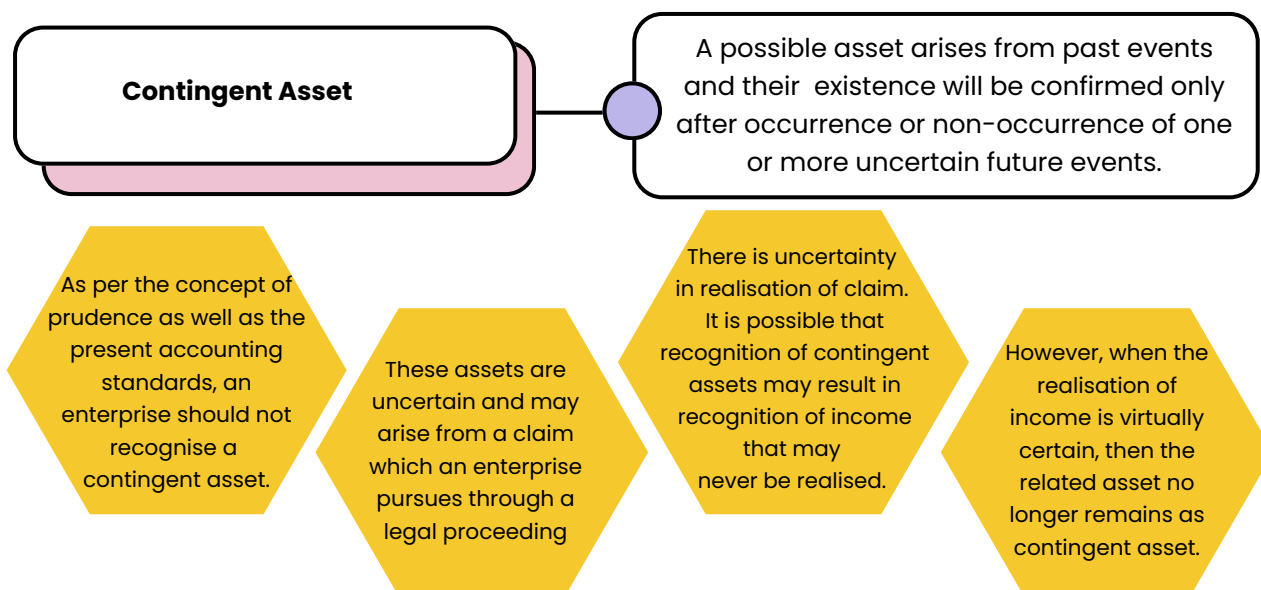 Contingent Asset
A possible asset arises from past events
and their  existence will be confirmed only
after occurrence or non-occurrence of one
or more uncertain future events.
As per the concept of
prudence as well as the
present accounting
standards, an
enterprise should not
recognise a
contingent asset.
These assets are
uncertain and may
arise from a claim
which an enterprise
pursues through a
legal proceeding
There is uncertainty
in realisation of claim.
It is possible that
recognition of contingent
assets may result in
recognition of income
that may
never be realised.
However, when the
realisation of
income is virtually
certain, then the
related asset no
longer remains as
contingent asset.